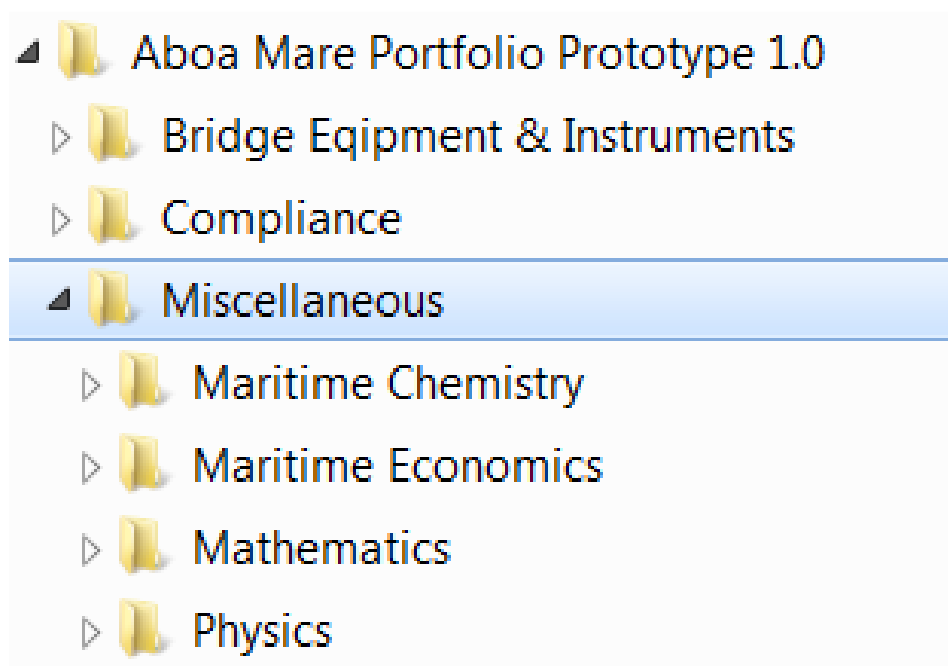 Aboa Mare Portfolio Prototype 1.0
Bridge Eqipment & Instruments
Compliance
Miscellaneous
Maritime Chemistry
Maritime Economics
Mathematics
Physics